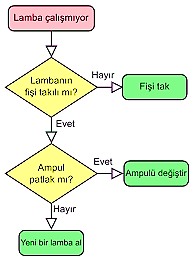 Lamba çalışmıyor
Lambanın
fişi takılı mı?
Hayır
Fişi tak
Evet
Ampul
patlak mı?
Evet
Ampulü değiştir
Hayır
Yeni bir lamba al